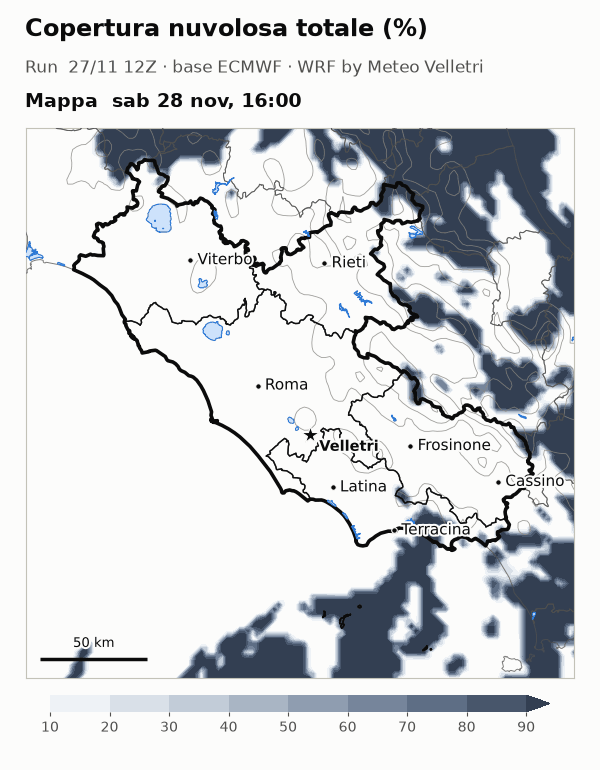 Copertura nuvolosa totale (%)
Run 27/11 12Z · base ECMWF · WRF by Meteo Velletri
Mappa sab 28 nov, 16:00
Viterbo
Rieti
Roma
Velletri
Frosinone
Latina
Cassino
Terracina
50 km
10 20 30 40 50 60 70 80 90